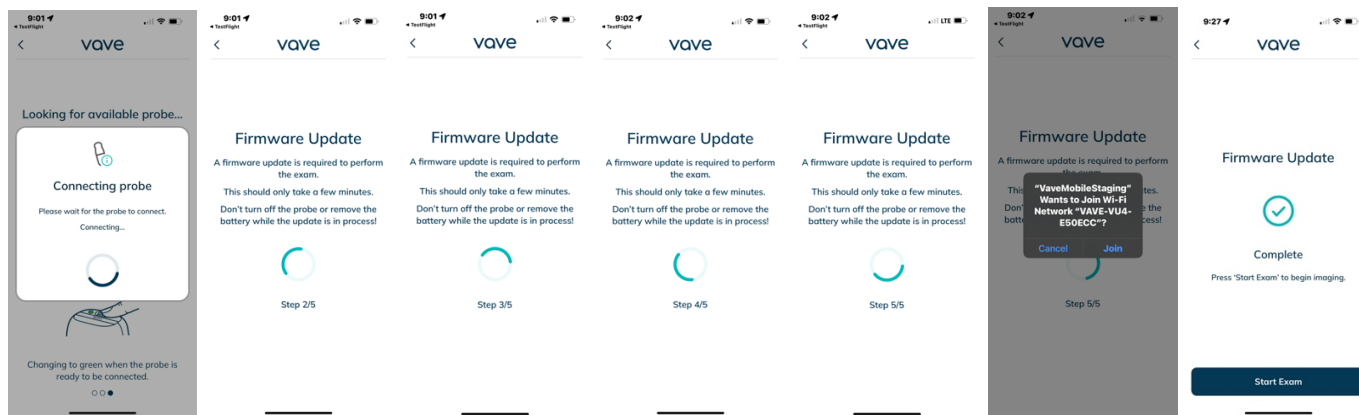 9:01
◂ TestFlight
vave
Looking for available probe...
Connecting probe
Please wait for the probe to connect.
Connecting...
Changing to green when the probe is
ready to be connected.
9:01
◂ TestFlight
vave
Firmware Update
A firmware update is required to perform
the exam.
This should only take a few minutes.
Don't turn off the probe or remove the
battery while the update is in process!
Step 2/5
9:01
◂ TestFlight
vave
Firmware Update
A firmware update is required to perform
the exam.
This should only take a few minutes.
Don't turn off the probe or remove the
battery while the update is in process!
Step 3/5
9:02
◂ TestFlight
vave
Firmware Update
A firmware update is required to perform
the exam.
This should only take a few minutes.
Don't turn off the probe or remove the
battery while the update is in process!
Step 4/5
9:02
◂ TestFlight
LTE
vave
Firmware Update
A firmware update is required to perform
the exam.
This should only take a few minutes.
Don't turn off the probe or remove the
battery while the update is in process!
Step 5/5
9:02
◂ TestFlight
vave
Firmware Update
A firmware update is required to perform
the exam.
"VaveMobileStaging"
Wants to Join Wi-Fi
Network "VAVE-VU4-
E50ECC"?
Cancel Join
Step 5/5
9:27
vave
Firmware Update
Complete
Press 'Start Exam' to begin imaging.
Start Exam